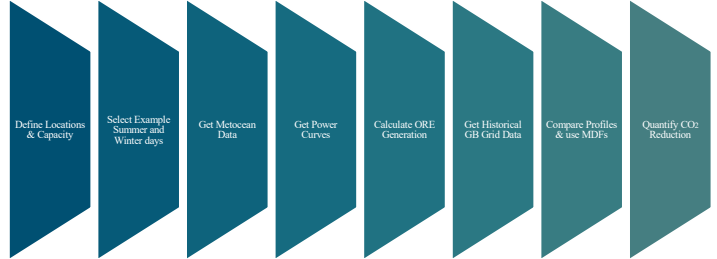 Define Locations
& Capacity
Select Example
Summer and
Winter days
Get Metocean
Data
Get Power
Curves
Calculate ORE
Generation
Get Historical
GB Grid Data
Compare Profiles
& use MDFs
Quantify CO2
Reduction